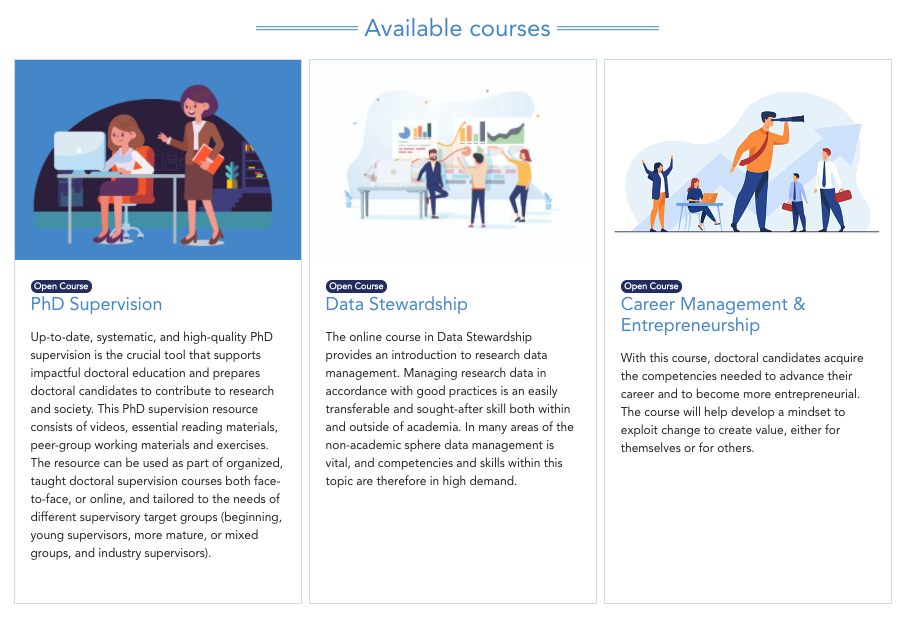 Available courses
Open Course
PhD Supervision
Up-to-date, systematic, and high-quality PhD
supervision is the crucial tool that supports
impactful doctoral education and prepares
doctoral candidates to contribute to research
and society. This PhD supervision resource
consists of videos, essential reading materials,
peer-group working materials and exercises.
The resource can be used as part of organized,
taught doctoral supervision courses both face-
to-face, or online, and tailored to the needs of
different supervisory target groups (beginning,
young supervisors, more mature, or mixed
groups, and industry supervisors).
Open Course
Data Stewardship
The online course in Data Stewardship
provides an introduction to research data
management. Managing research data in
accordance with good practices is an easily
transferable and sought-after skill both within
and outside of academia. In many areas of the
non-academic sphere data management is
vital, and competencies and skills within this
topic are therefore in high demand.
Open Course
Career Management &
Entrepreneurship
With this course, doctoral candidates acquire
the competencies needed to advance their
career and to become more entrepreneurial.
The course will help develop a mindset to
exploit change to create value, either for
themselves or for others.